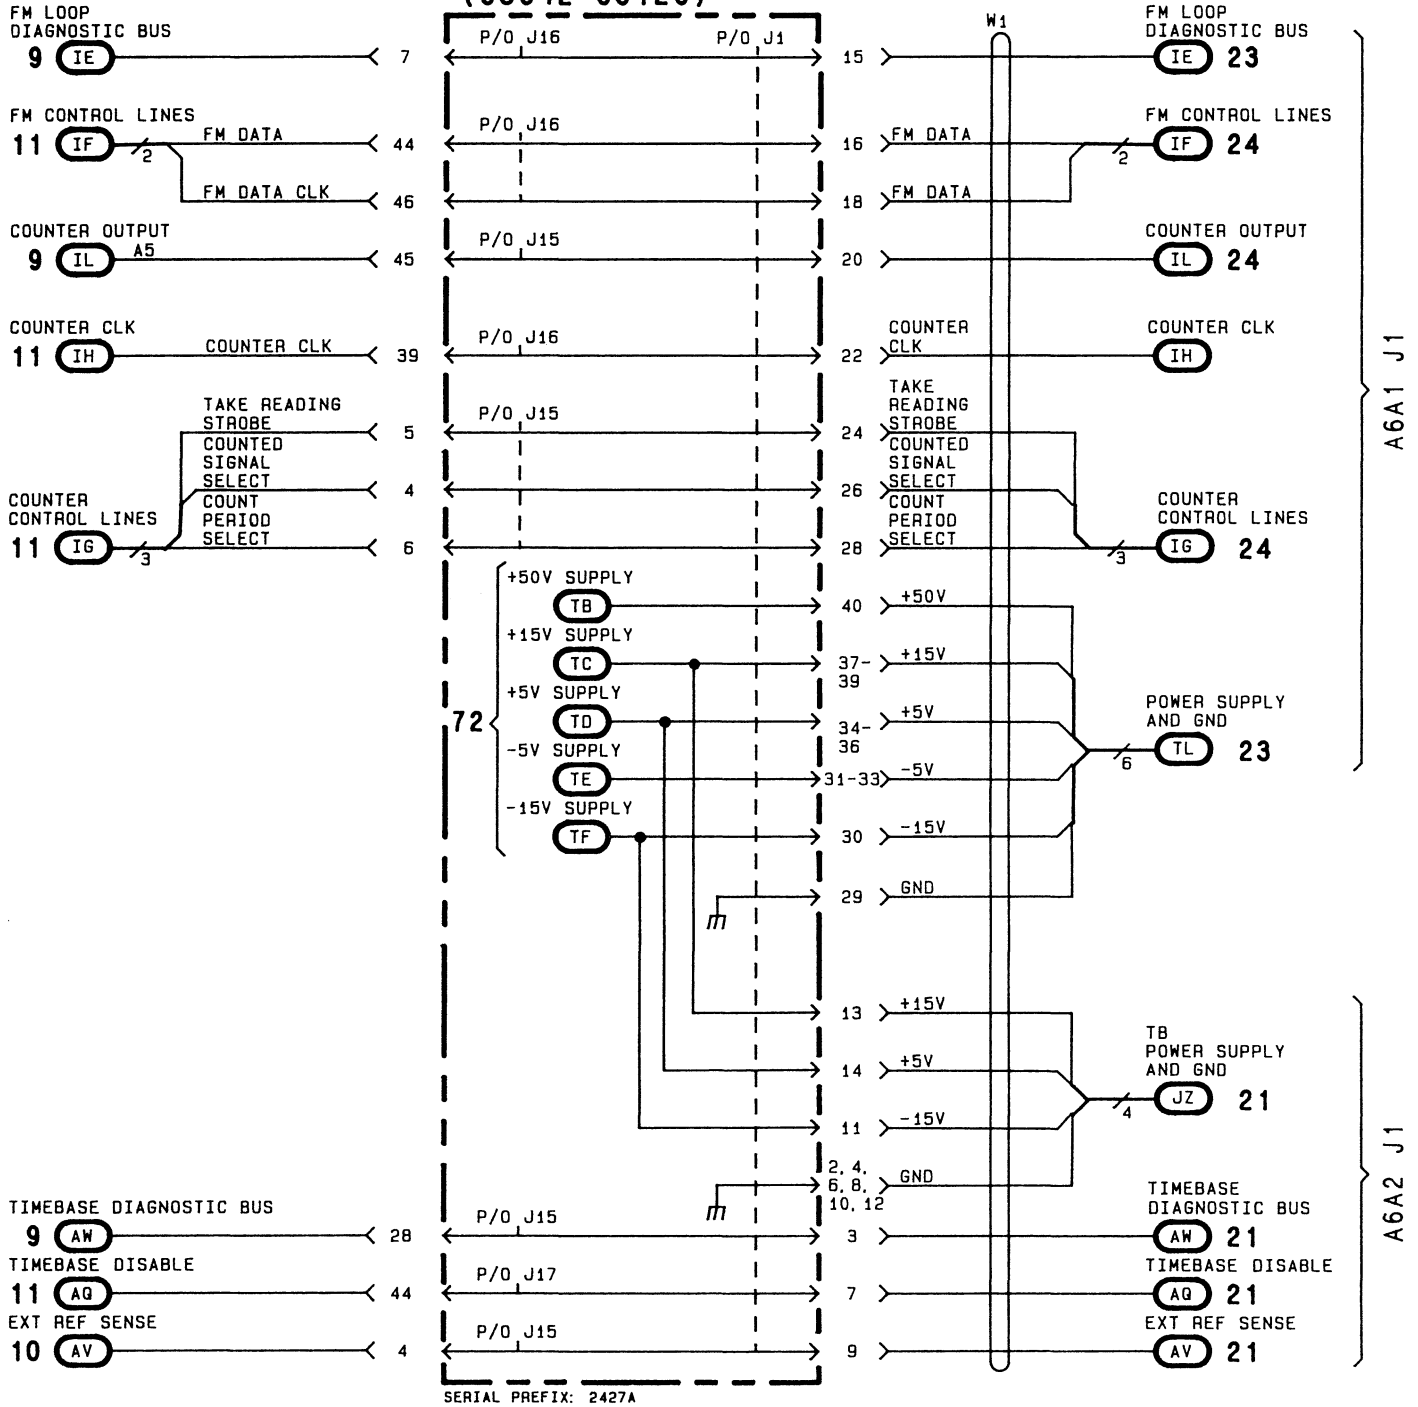 FM LOOP
DIAGNOSTIC BUS
9 IE 7 P/O J16 P/O J1 15 W1
FM LOOP
DIAGNOSTIC BUS
IE 23
FM CONTROL LINES
11 IF 2 FM DATA 44 P/O J16 16 FM DATA
FM CONTROL LINES
2 IF 24
FM DATA CLK 46 18 FM DATA
COUNTER OUTPUT
9 IL A5 45 P/O J15 20
COUNTER OUTPUT
IL 24
COUNTER CLK
11 IH COUNTER CLK 39 P/O J16 22
COUNTER
CLK
COUNTER CLK
IH
A6A1 J1
TAKE READING
STROBE
5 P/O J15 24
TAKE
READING
STROBE
COUNTED
SIGNAL
SELECT
4 26
COUNTED
SIGNAL
SELECT
COUNTER
CONTROL LINES
11 IG 3
COUNT
PERIOD
SELECT
6 28
COUNT
PERIOD
SELECT
COUNTER
CONTROL LINES
3 IG 24
72
+50V SUPPLY
TB 40 +50V
+15V SUPPLY
TC 37-
39
+15V
+5V SUPPLY
TD 34-
36
+5V
-5V SUPPLY
TE 31-33 -5V
-15V SUPPLY
TF 30 -15V
POWER SUPPLY
AND GND
6 TL 23
29 GND
13 +15V
14 +5V
11 -15V
TB
POWER SUPPLY
AND GND
4 JZ 21
2, 4,
6, 8,
10, 12
GND
A6A2 J1
TIMEBASE DIAGNOSTIC BUS
9 AW 28 P/O J15 3
TIMEBASE
DIAGNOSTIC BUS
AW 21
TIMEBASE DISABLE
11 AQ 44 P/O J17 7
TIMEBASE DISABLE
AQ 21
EXT REF SENSE
10 AV 4 P/O J15 9
EXT REF SENSE
AV 21
SERIAL PREFIX: 2427A